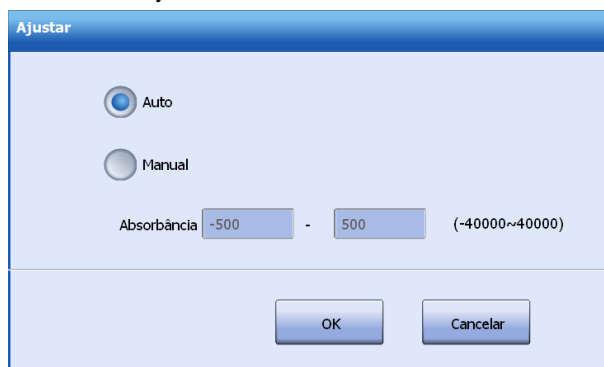 Ajustar
Auto
Manual
Absorbância -500 - 500 (-40000~40000)
OK Cancelar